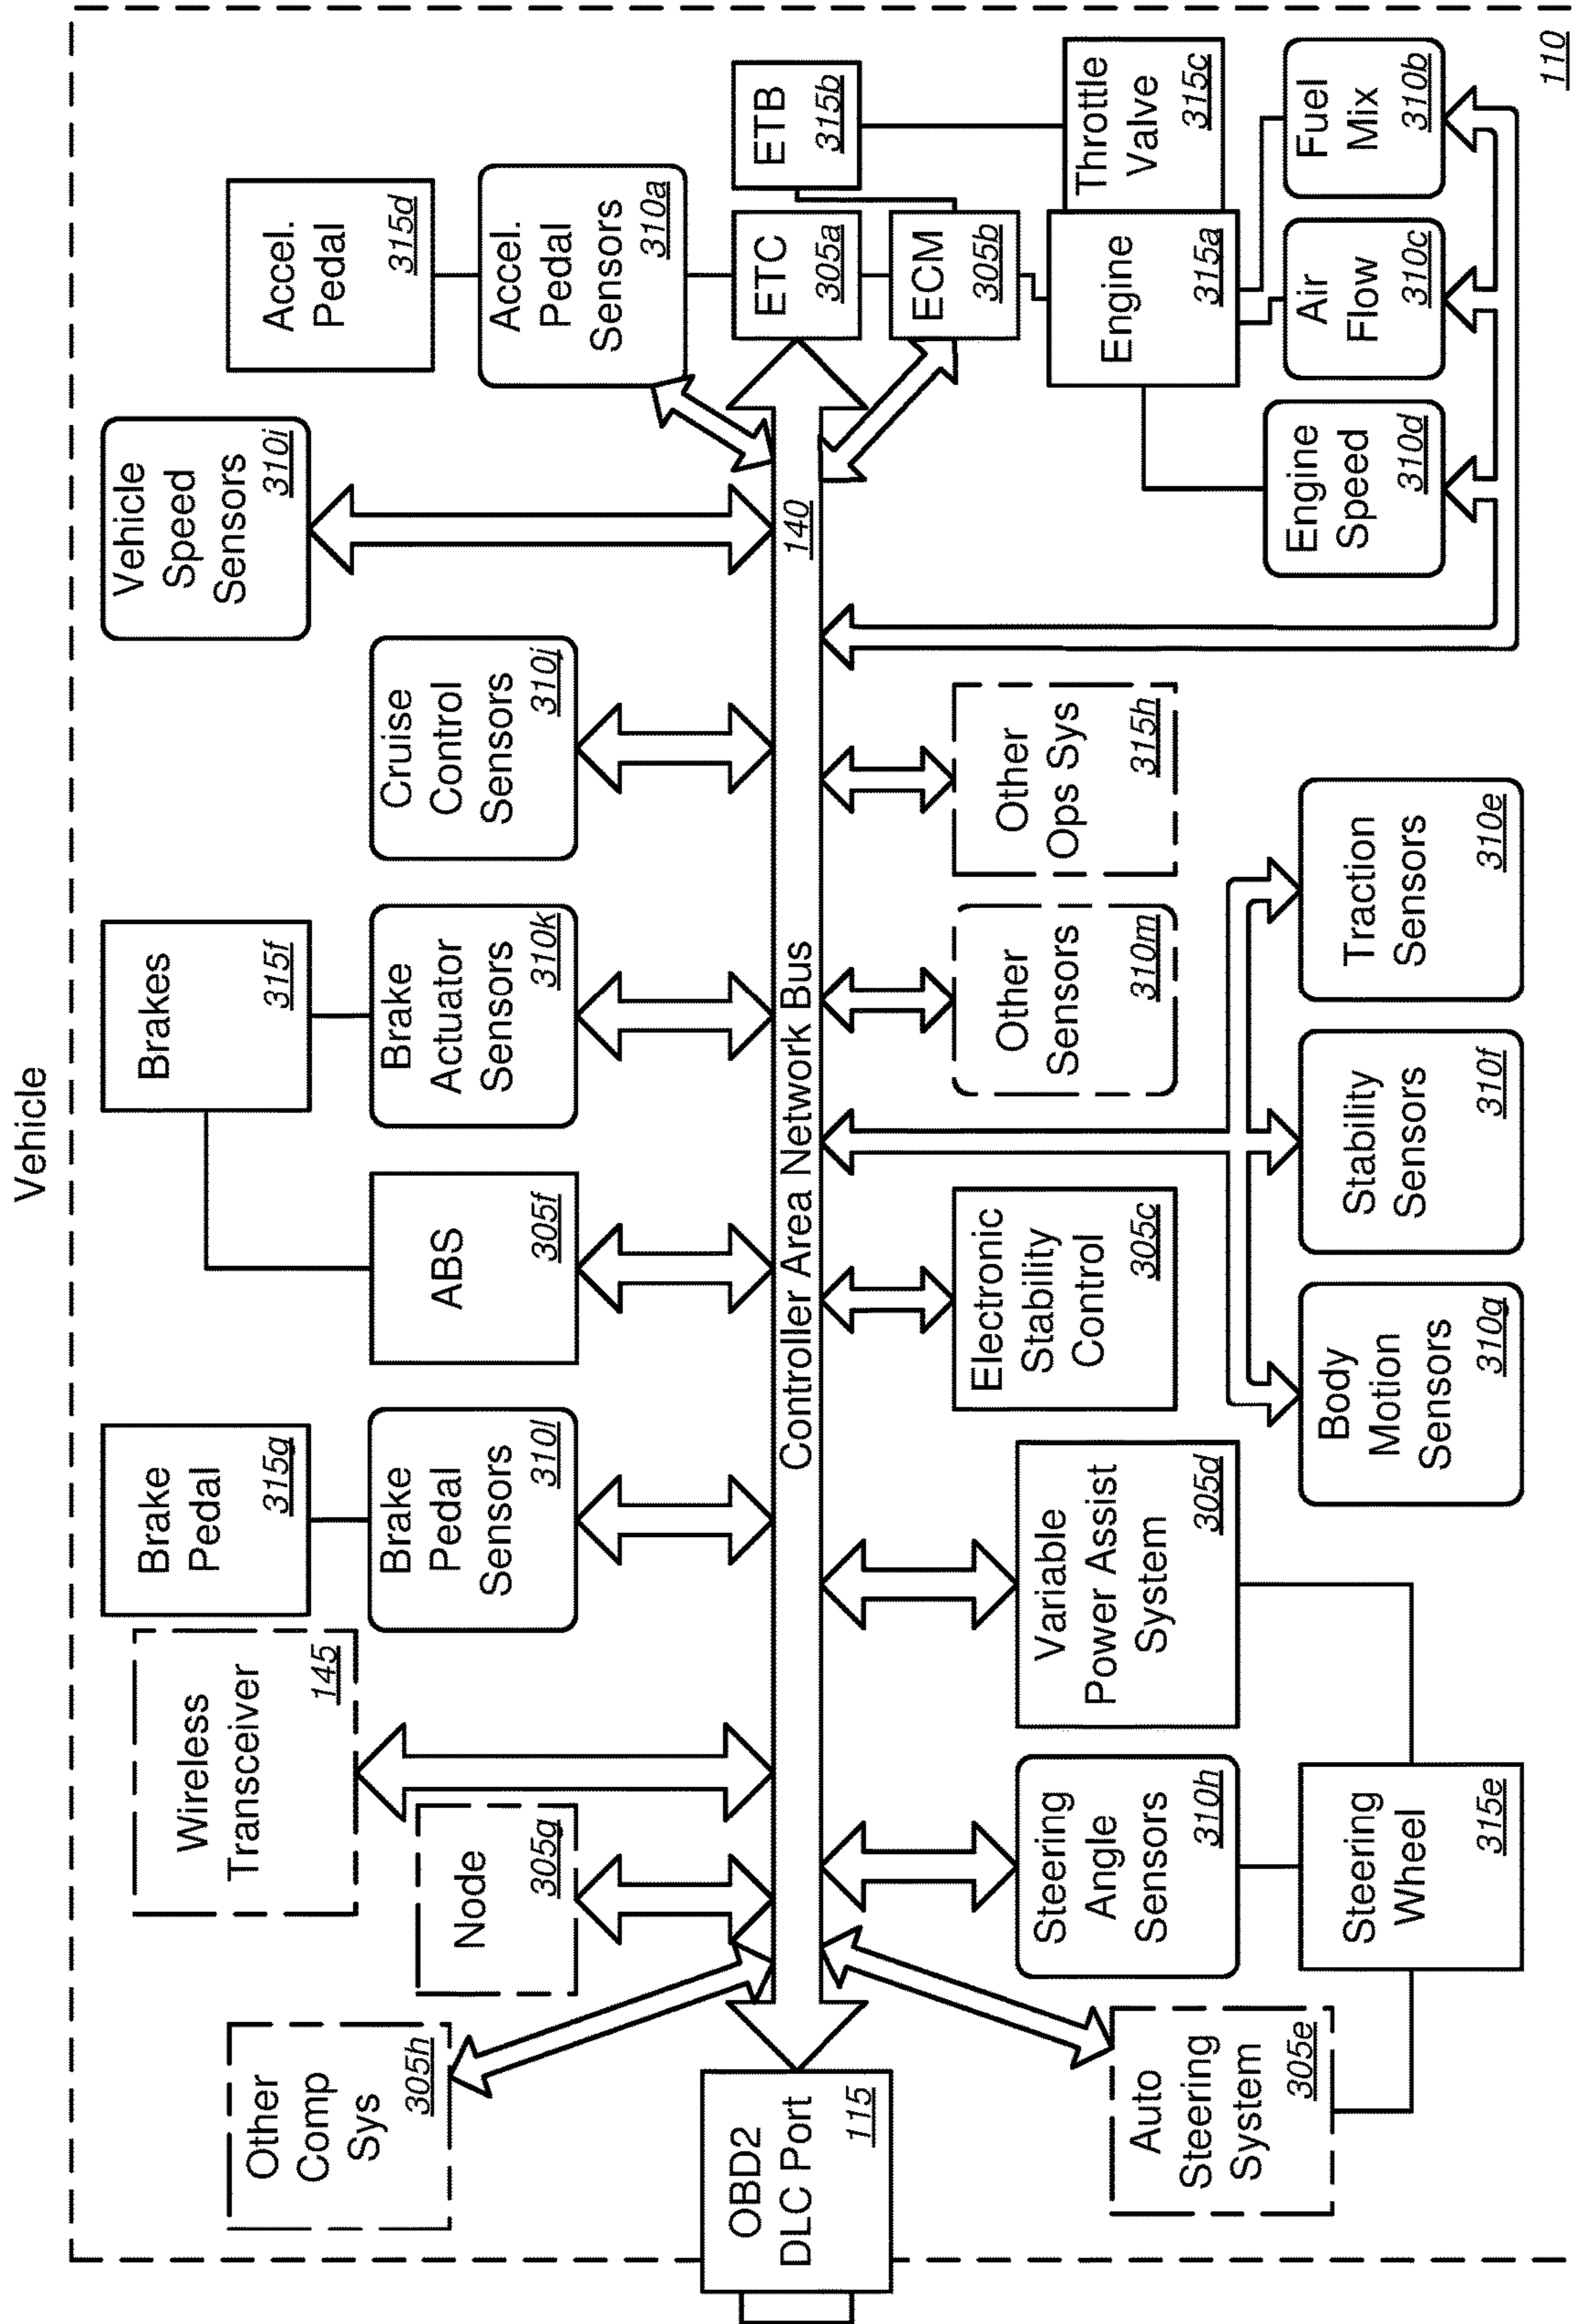 Vehicle
Other
Comp
Sys
305h
Wireless
Transceiver
145
Node
305g
Brake
Pedal
315g
Brake
Pedal
Sensors
310l
ABS
305f
Brakes
315f
Brake
Actuator
Sensors
310k
Cruise
Control
Sensors
310j
Vehicle
Speed
Sensors
310i
Accel.
Pedal
315d
Accel.
Pedal
Sensors
310a
OBD2
DLC Port
115
Controller Area Network Bus
140
ETC
305a
ETB
315b
ECM
305b
Auto
Steering
System
305e
Steering
Angle
Sensors
310h
Steering
Wheel
315e
Variable
Power Assist
System
305d
Electronic
Stability
Control
305c
Body
Motion
Sensors
310g
Stability
Sensors
310f
Traction
Sensors
310e
Other
Sensors
310m
Other
Ops Sys
315h
Engine
315a
Throttle
Valve
315c
Engine
Speed
310d
Air
Flow
310c
Fuel
Mix
310b
110